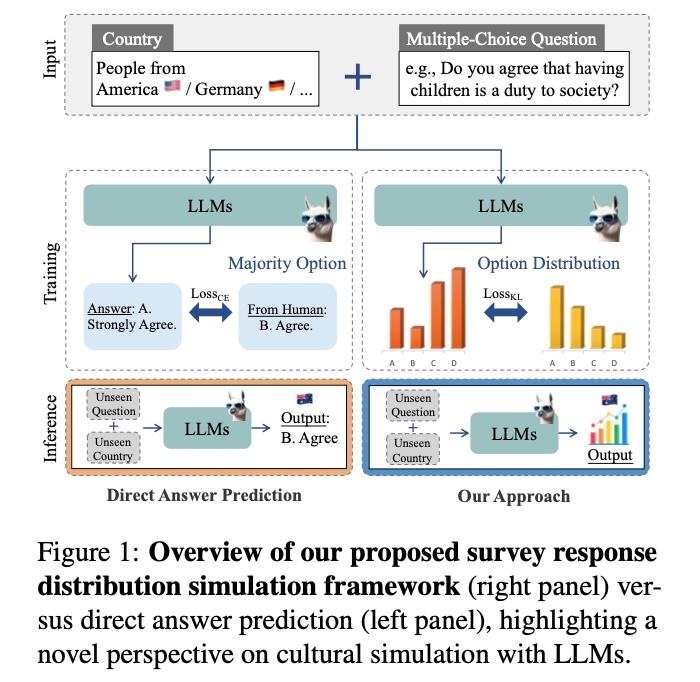 Input
Country
People from
America 🇺🇸 / Germany 🇩🇪 / ...
+
Multiple-Choice Question
e.g., Do you agree that having
children is a duty to society?
Training
LLMs
Majority Option
Answer: A.
Strongly Agree.
Loss_CE
From Human:
B. Agree.
LLMs
Option Distribution
Loss_KL
A B C D
A B C D
Inference
Unseen
Question
+
Unseen
Country
LLMs
Output:
B. Agree
Direct Answer Prediction
Unseen
Question
+
Unseen
Country
LLMs
Output
Our Approach
Figure 1: Overview of our proposed survey response
distribution simulation framework (right panel) ver-
sus direct answer prediction (left panel), highlighting a
novel perspective on cultural simulation with LLMs.